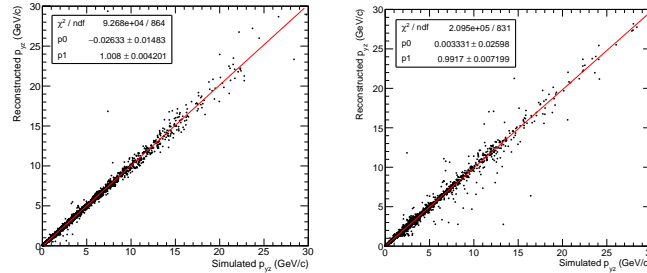 χ² / ndf 9.268e+04 / 864
p0 −0.02633 ± 0.01483
p1 1.008 ± 0.004201
Reconstructed p_yz (GeV/c)
30
25
20
15
10
5
0
0 5 10 15 20 25 30
Simulated p_yz (GeV/c)
χ² / ndf 2.095e+05 / 831
p0 0.003331 ± 0.02598
p1 0.9917 ± 0.007199
Reconstructed p_yz (GeV/c)
30
25
20
15
10
5
0
0 5 10 15 20 25 30
Simulated p_yz (GeV/c)